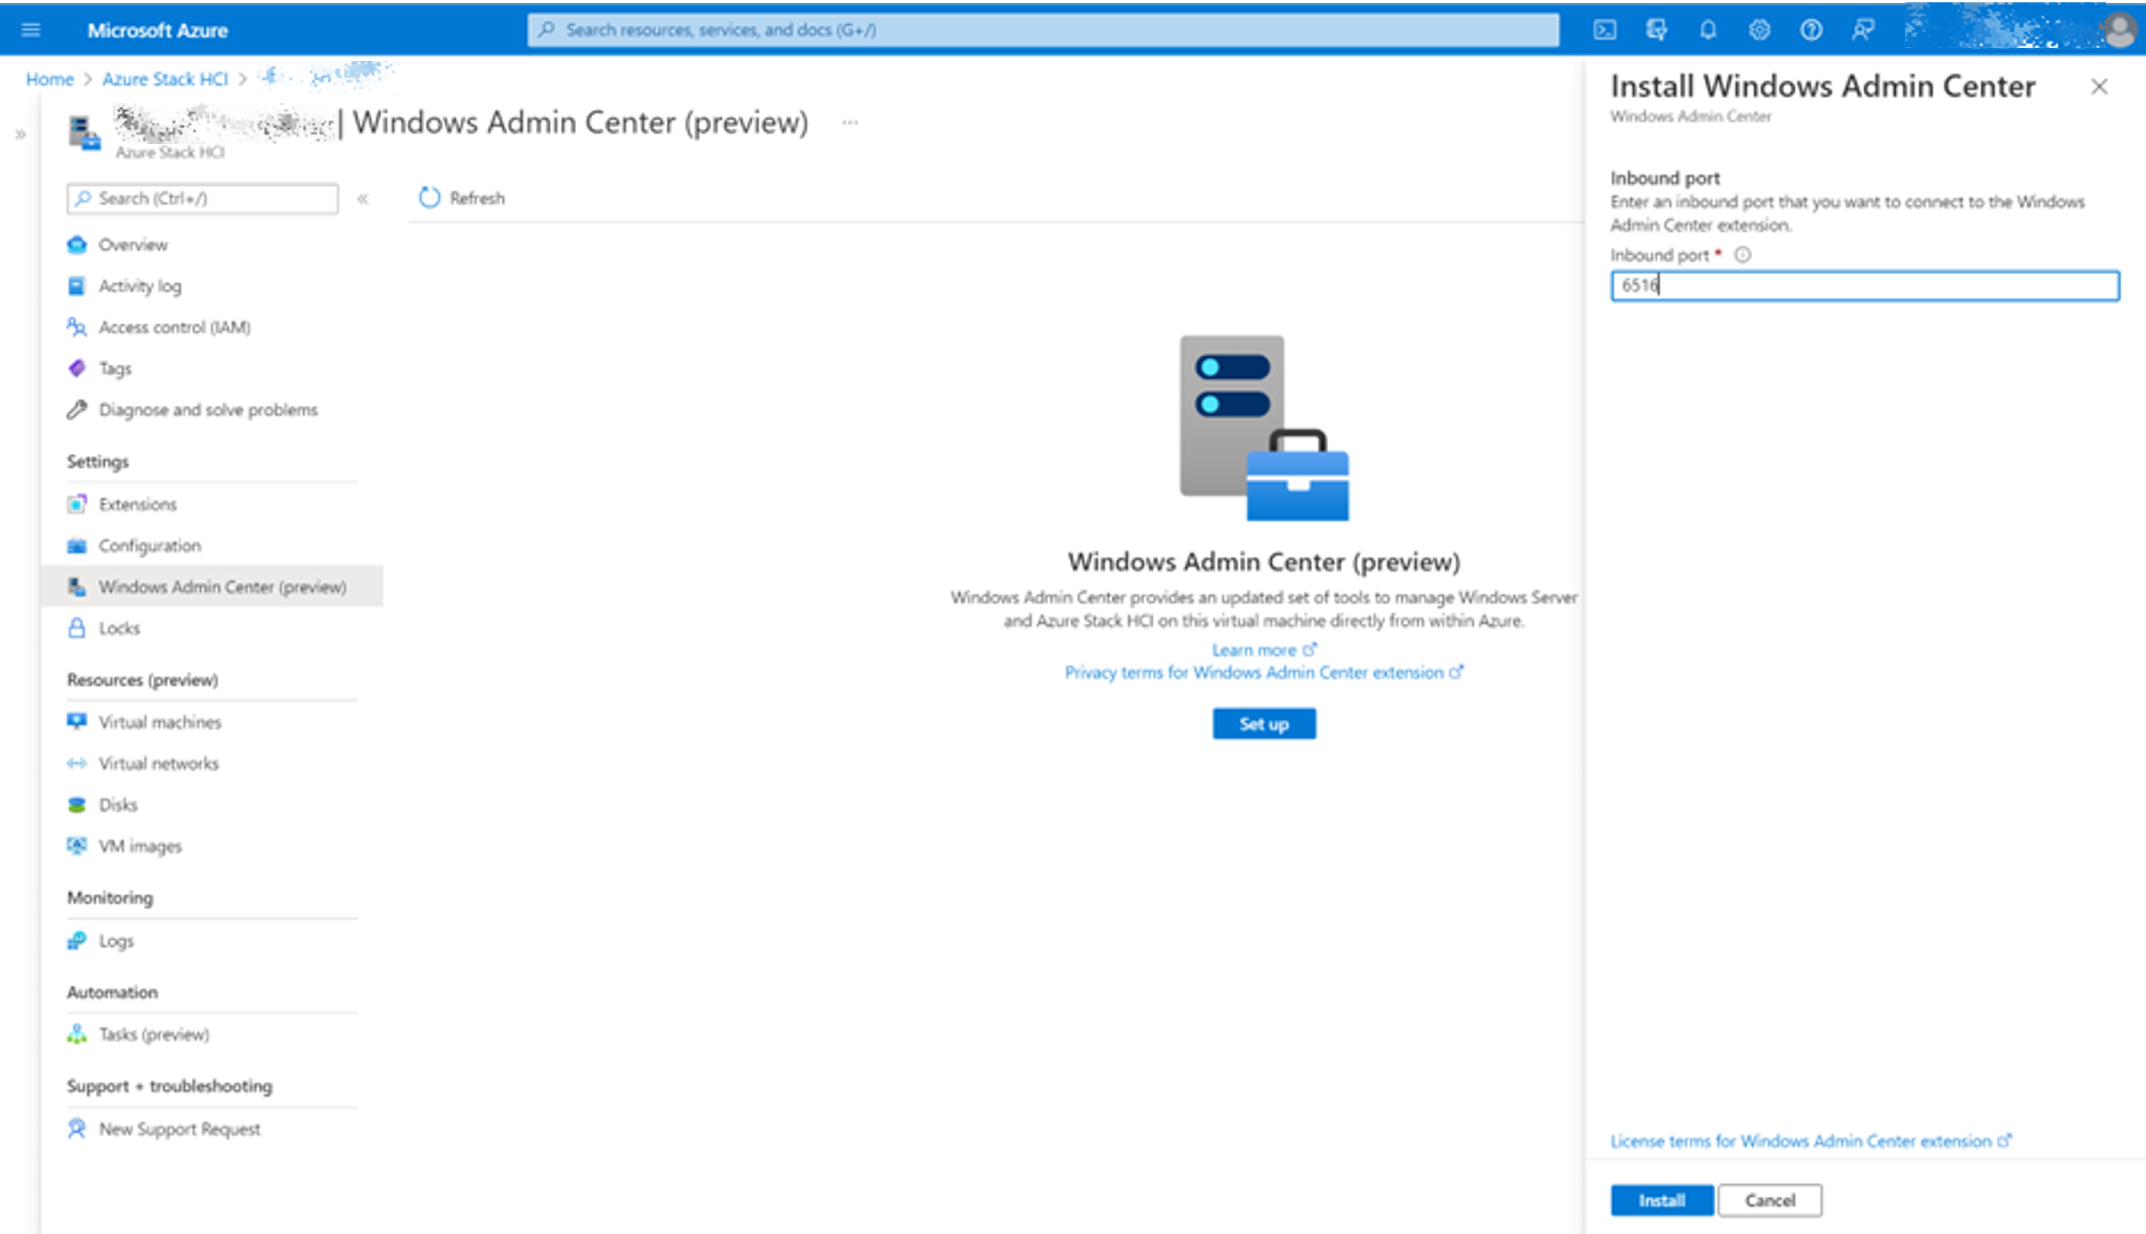 Microsoft Azure
Search resources, services, and docs (G+/)
Home > Azure Stack HCI >
| Windows Admin Center (preview) ...
Azure Stack HCI
Search (Ctrl+/)
«
»
Refresh
Overview
Activity log
Access control (IAM)
Tags
Diagnose and solve problems
Settings
Extensions
Configuration
Windows Admin Center (preview)
Locks
Resources (preview)
Virtual machines
Virtual networks
Disks
VM images
Monitoring
Logs
Automation
Tasks (preview)
Support + troubleshooting
New Support Request
Windows Admin Center (preview)
Windows Admin Center provides an updated set of tools to manage Windows Server
and Azure Stack HCI on this virtual machine directly from within Azure.
Learn more
Privacy terms for Windows Admin Center extension
Set up
Install Windows Admin Center
Windows Admin Center
Inbound port
Enter an inbound port that you want to connect to the Windows
Admin Center extension.
Inbound port *
6516
License terms for Windows Admin Center extension
Install
Cancel